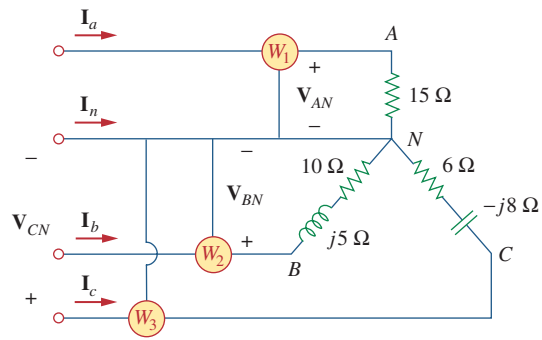 I_a
A
W_1
+
V_AN
−
15 Ω
I_n
N
−
−
10 Ω
6 Ω
V_BN
V_CN
I_b
−j8 Ω
j5 Ω
+
W_2
B
C
+
I_c
W_3